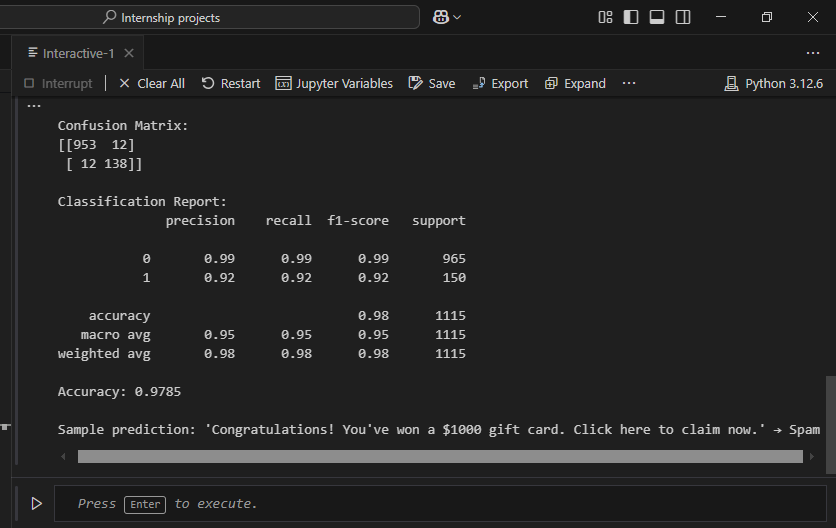 Internship projects
Interactive-1
Interrupt | Clear All Restart Jupyter Variables Save Export Expand ... Python 3.12.6
...
Confusion Matrix:
[[953  12]
 [ 12 138]]
Classification Report:
precision    recall  f1-score   support
0       0.99      0.99      0.99       965
1       0.92      0.92      0.92       150
accuracy                           0.98      1115
macro avg       0.95      0.95      0.95      1115
weighted avg       0.98      0.98      0.98      1115
Accuracy: 0.9785
Sample prediction: 'Congratulations! You've won a $1000 gift card. Click here to claim now.' → Spam
Press Enter to execute.